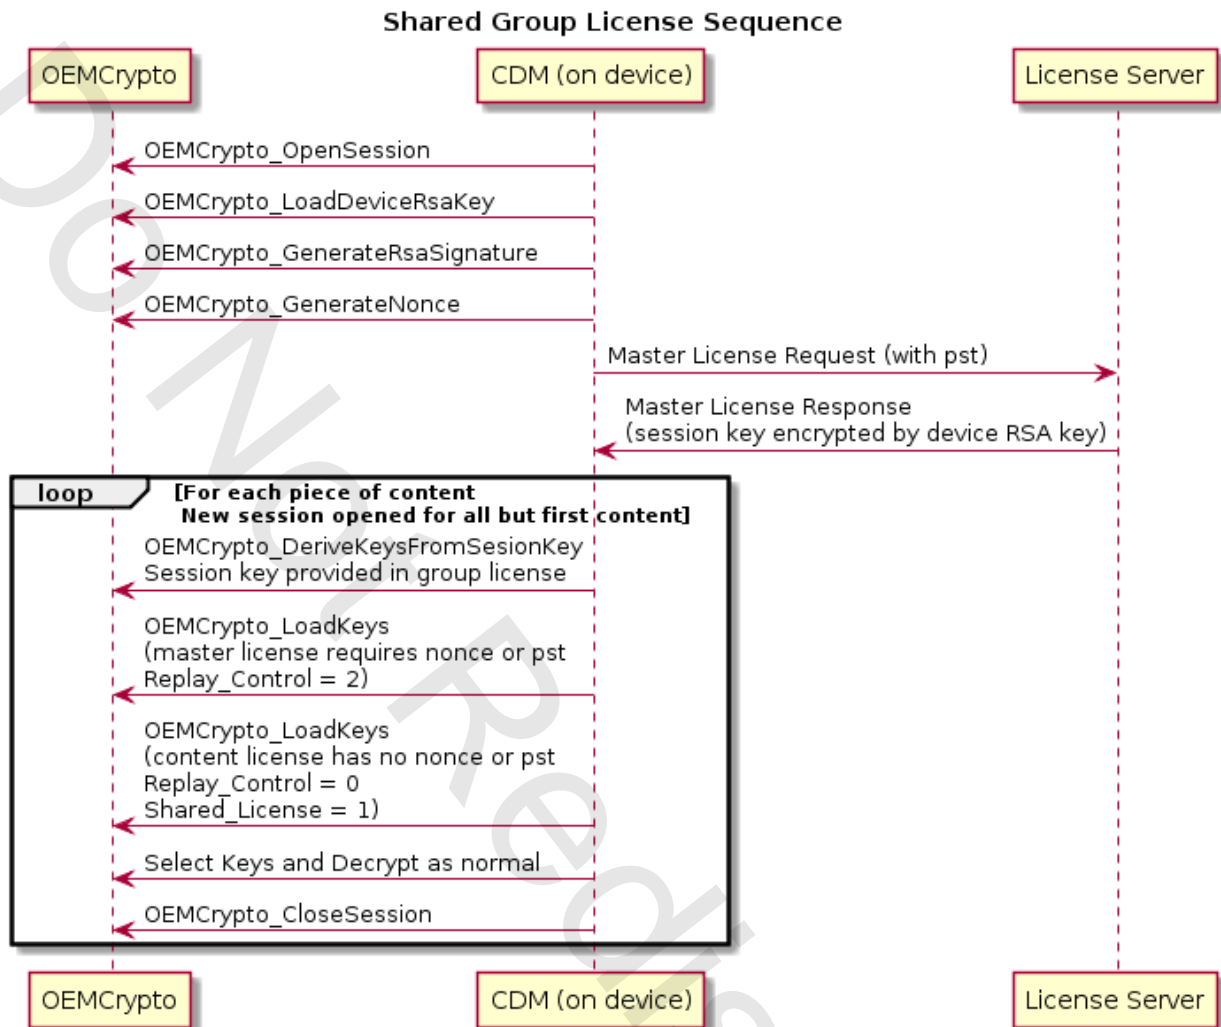 Shared Group License Sequence
OEMCrypto
CDM (on device)
License Server
OEMCrypto_OpenSession
OEMCrypto_LoadDeviceRsaKey
OEMCrypto_GenerateRsaSignature
OEMCrypto_GenerateNonce
Master License Request (with pst)
Master License Response
(session key encrypted by device RSA key)
loop
[For each piece of content
New session opened for all but first content]
OEMCrypto_DeriveKeysFromSesionKey
Session key provided in group license
OEMCrypto_LoadKeys
(master license requires nonce or pst
Replay_Control = 2)
OEMCrypto_LoadKeys
(content license has no nonce or pst
Replay_Control = 0
Shared_License = 1)
Select Keys and Decrypt as normal
OEMCrypto_CloseSession
OEMCrypto
CDM (on device)
License Server
Do Not Redis